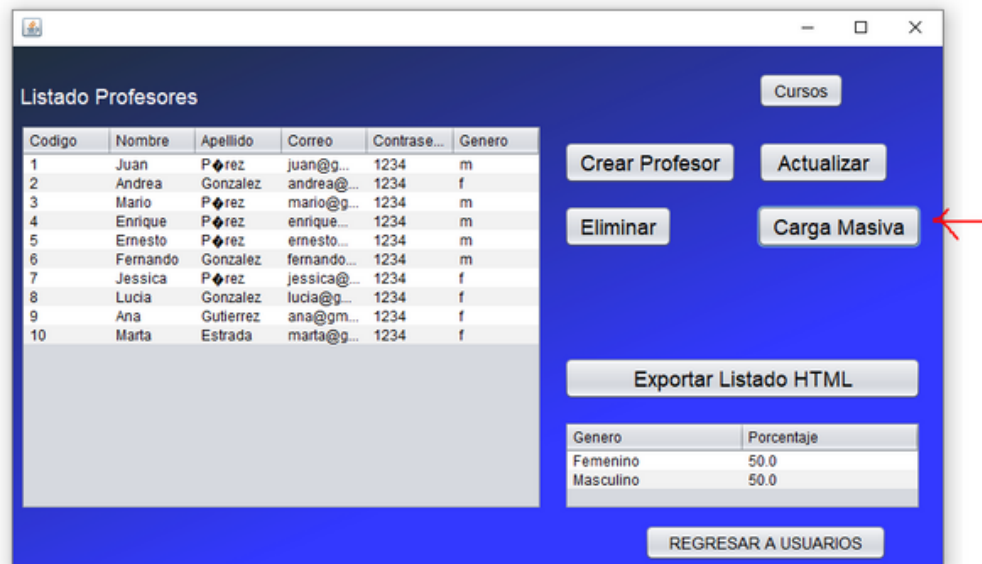 Listado Profesores
Cursos
Codigo Nombre Apellido Correo Contrase... Genero
1 Juan P�rez juan@g... 1234 m
2 Andrea Gonzalez andrea@... 1234 f
3 Mario P�rez mario@g... 1234 m
4 Enrique P�rez enrique... 1234 m
5 Ernesto P�rez ernesto... 1234 m
6 Fernando Gonzalez fernando... 1234 m
7 Jessica P�rez jessica@... 1234 f
8 Lucia Gonzalez lucia@g... 1234 f
9 Ana Gutierrez ana@gm... 1234 f
10 Marta Estrada marta@g... 1234 f
Crear Profesor Actualizar
Eliminar Carga Masiva
Exportar Listado HTML
Genero Porcentaje
Femenino 50.0
Masculino 50.0
REGRESAR A USUARIOS